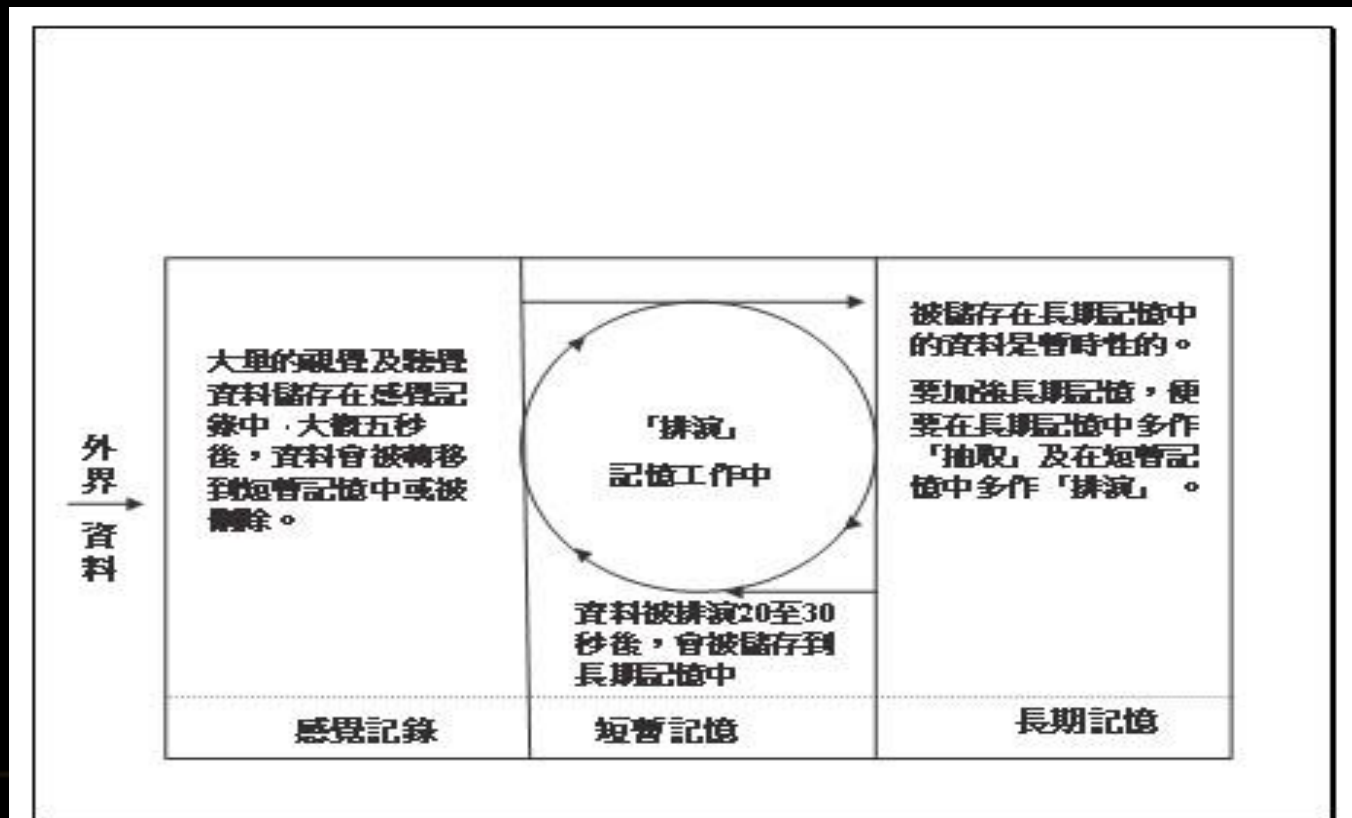 外
界
資
料
大量的視覺及聽覺
資料儲存在感覺記
錄中．大概五秒
後，資料會被轉移
到短暫記憶中或被
刪除。
「排演」
記憶工作中
資料被排演20至30
秒後，會被儲存到
長期記憶中
被儲存在長期記憶中
的資料是暫時性的。
要加強長期記憶，便
要在長期記憶中多作
「抽取」及在短暫記
憶中多作「排演」 。
感覺記錄
短暫記憶
長期記憶